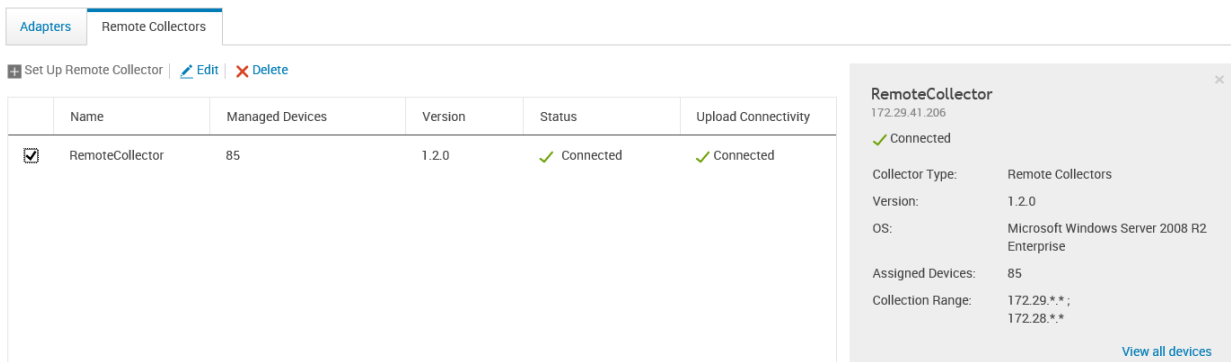 Adapters
Remote Collectors
Set Up Remote Collector | Edit | Delete
RemoteCollector
172.29.41.206
Connected
Name Managed Devices Version Status Upload Connectivity
RemoteCollector 85 1.2.0 Connected Connected
Collector Type: Remote Collectors
Version: 1.2.0
OS: Microsoft Windows Server 2008 R2
Enterprise
Assigned Devices: 85
Collection Range: 172.29.*.* ;
172.28.*.*
View all devices